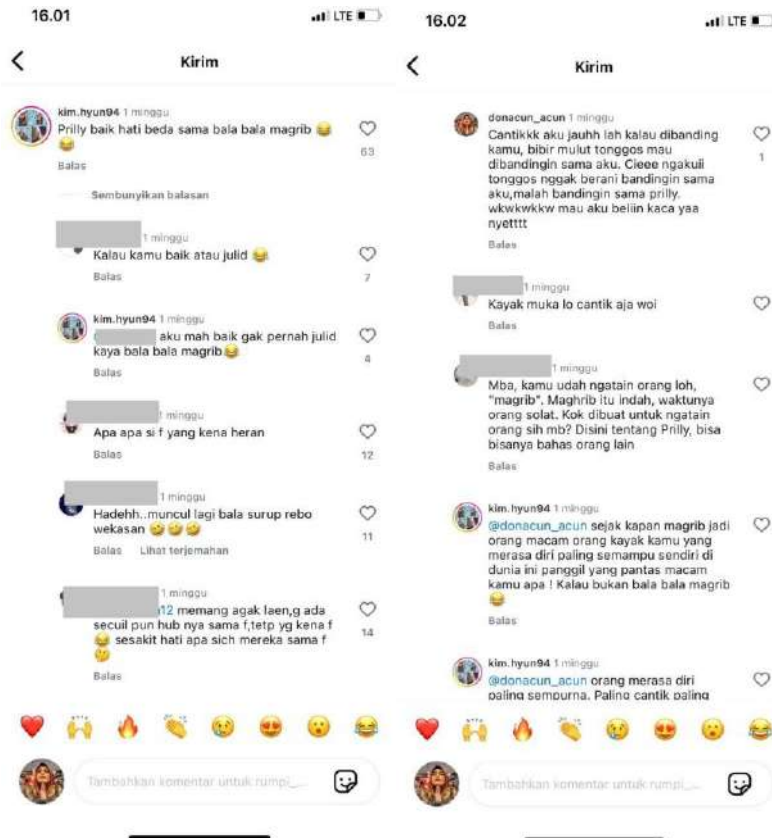 16.01
LTE
Kirim
kim.hyun94 1 minggu
Prilly baik hati beda sama bala bala magrib 😂
😂
63
Balas
Sembunyikan balasan
1 minggu
Kalau kamu baik atau julid 😂
Balas
7
kim.hyun94 1 minggu
aku mah baik gak pernah julid
kaya bala bala magrib 😂
4
Balas
1 minggu
Apa apa si f yang kena heran
Balas
12
1 minggu
Hadehh..muncul lagi bala surup rebo
wekasan 🤣🤣🤣
11
Balas Lihat terjemahan
1 minggu
12 memang agak laen,g ada
secuil pun hub nya sama f,tetp yg kena f
😂 sesakit hati apa sich mereka sama f
🤔
14
Balas
❤️ 🙌 🔥 👏 😢 😍 😮 😂
Tambahkan komentar untuk rumpi_...
16.02
LTE
Kirim
donacun_acun 1 minggu
Cantikkk aku jauhh lah kalau dibanding
kamu, bibir mulut tonggos mau
dibandingin sama aku. Cieee ngakuii
tonggos nggak berani bandingin sama
aku,malah bandingin sama prilly.
wkwkwkkw mau aku beliin kaca yaa
nyetttt
1
Balas
1 minggu
Kayak muka lo cantik aja woi
Balas
1 minggu
Mba, kamu udah ngatain orang loh,
"magrib". Maghrib itu indah, waktunya
orang solat. Kok dibuat untuk ngatain
orang sih mb? Disini tentang Prilly, bisa
bisanya bahas orang lain
Balas
kim.hyun94 1 minggu
@donacun_acun sejak kapan magrib jadi
orang macam orang kayak kamu yang
merasa diri paling semampu sendiri di
dunia ini panggil yang pantas macam
kamu apa ! Kalau bukan bala bala magrib
😂
Balas
kim.hyun94 1 minggu
@donacun_acun orang merasa diri
paling sempurna. Paling cantik paling
❤️ 🙌 🔥 👏 😢 😍 😮 😂
Tambahkan komentar untuk rumpi_...